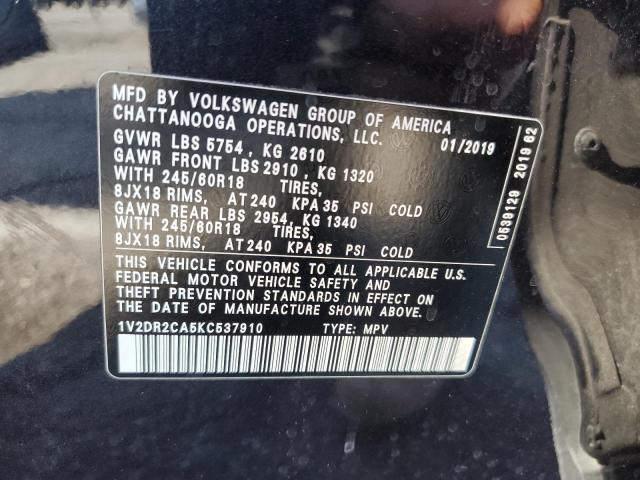 MFD BY VOLKSWAGEN GROUP OF AMERICA
CHATTANOOGA OPERATIONS, LLC. 01/2019
GVWR LBS 5754 , KG 2610
GAWR FRONT LBS 2910 , KG 1320
WITH 245/60R18 TIRES,
8JX18 RIMS, AT 240 KPA 35 PSI COLD
GAWR REAR LBS 2954 , KG 1340
WITH 245/60R18 TIRES,
8JX18 RIMS, AT 240 KPA 35 PSI COLD
THIS VEHICLE CONFORMS TO ALL APPLICABLE U.S.
FEDERAL MOTOR VEHICLE SAFETY AND
THEFT PREVENTION STANDARDS IN EFFECT ON
THE DATE OF MANUFACTURE SHOWN ABOVE.
1V2DR2CA5KC537910 TYPE: MPV
0539129 2019 62